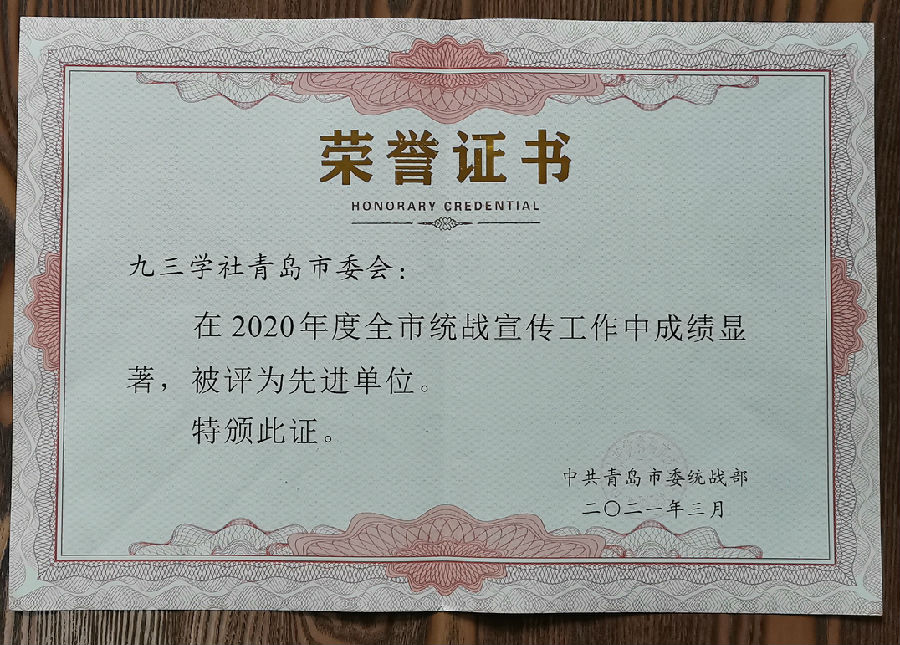 荣誉证书
HONORARY CREDENTIAL
九三学社青岛市委会：
在2020年度全市统战宣传工作中成绩显
著，被评为先进单位。
特颁此证。
中共青岛市委统战部
二〇二一年三月